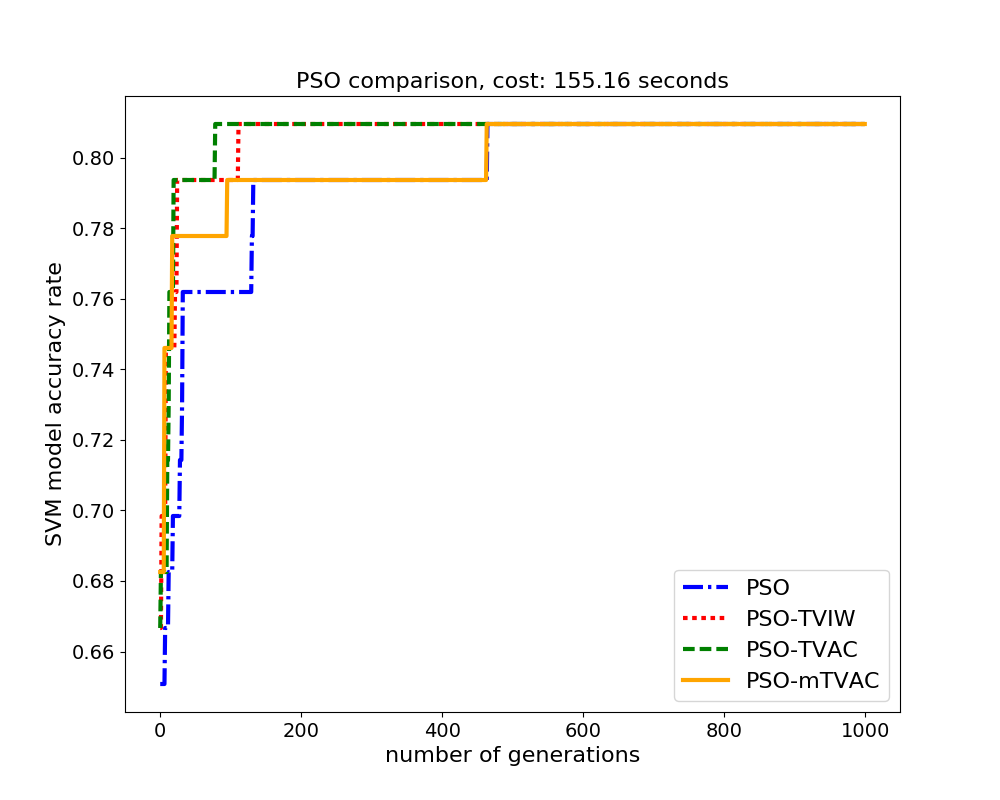 PSO comparison, cost: 155.16 seconds
SVM model accuracy rate
0.80
0.78
0.76
0.74
0.72
0.70
0.68
0.66
0 200 400 600 800 1000
number of generations
PSO
PSO-TVIW
PSO-TVAC
PSO-mTVAC